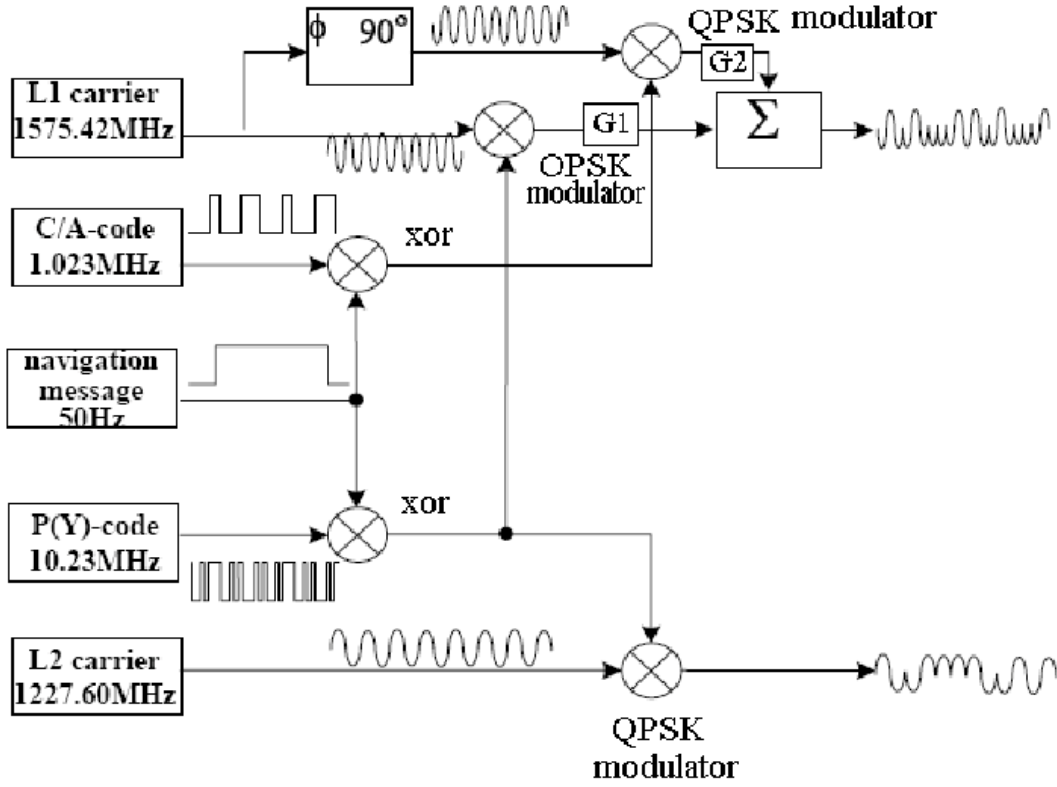 ϕ 90°
QPSK modulator
G2
L1 carrier
1575.42MHz
G1
Σ
QPSK
modulator
C/A-code
1.023MHz
xor
navigation
message
50Hz
xor
P(Y)-code
10.23MHz
L2 carrier
1227.60MHz
QPSK
modulator